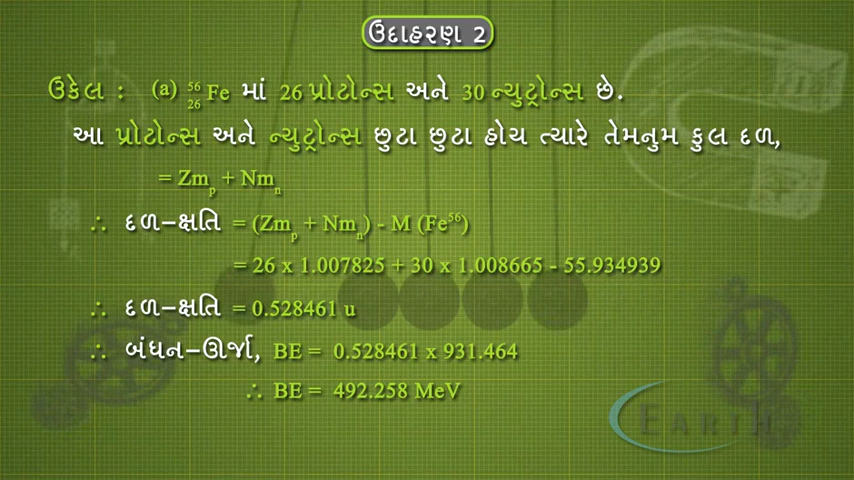 ઉદાહરણ 2
ઉકેલ : (a) ⁵⁶₂₆Fe માં 26 પ્રોટોન્સ અને 30 ન્યુટ્રોન્સ છે.
આ પ્રોટોન્સ અને ન્યુટ્રોન્સ છુટા છુટા હોય ત્યારે તેમનુમ કુલ દળ,
= Zmₚ + Nmₙ
∴ દળ-ક્ષતિ = (Zmₚ + Nmₙ) - M (Fe⁵⁶)
= 26 x 1.007825 + 30 x 1.008665 - 55.934939
∴ દળ-ક્ષતિ = 0.528461 u
∴ બંધન-ઊર્જા, BE = 0.528461 x 931.464
∴ BE = 492.258 MeV
EARTH